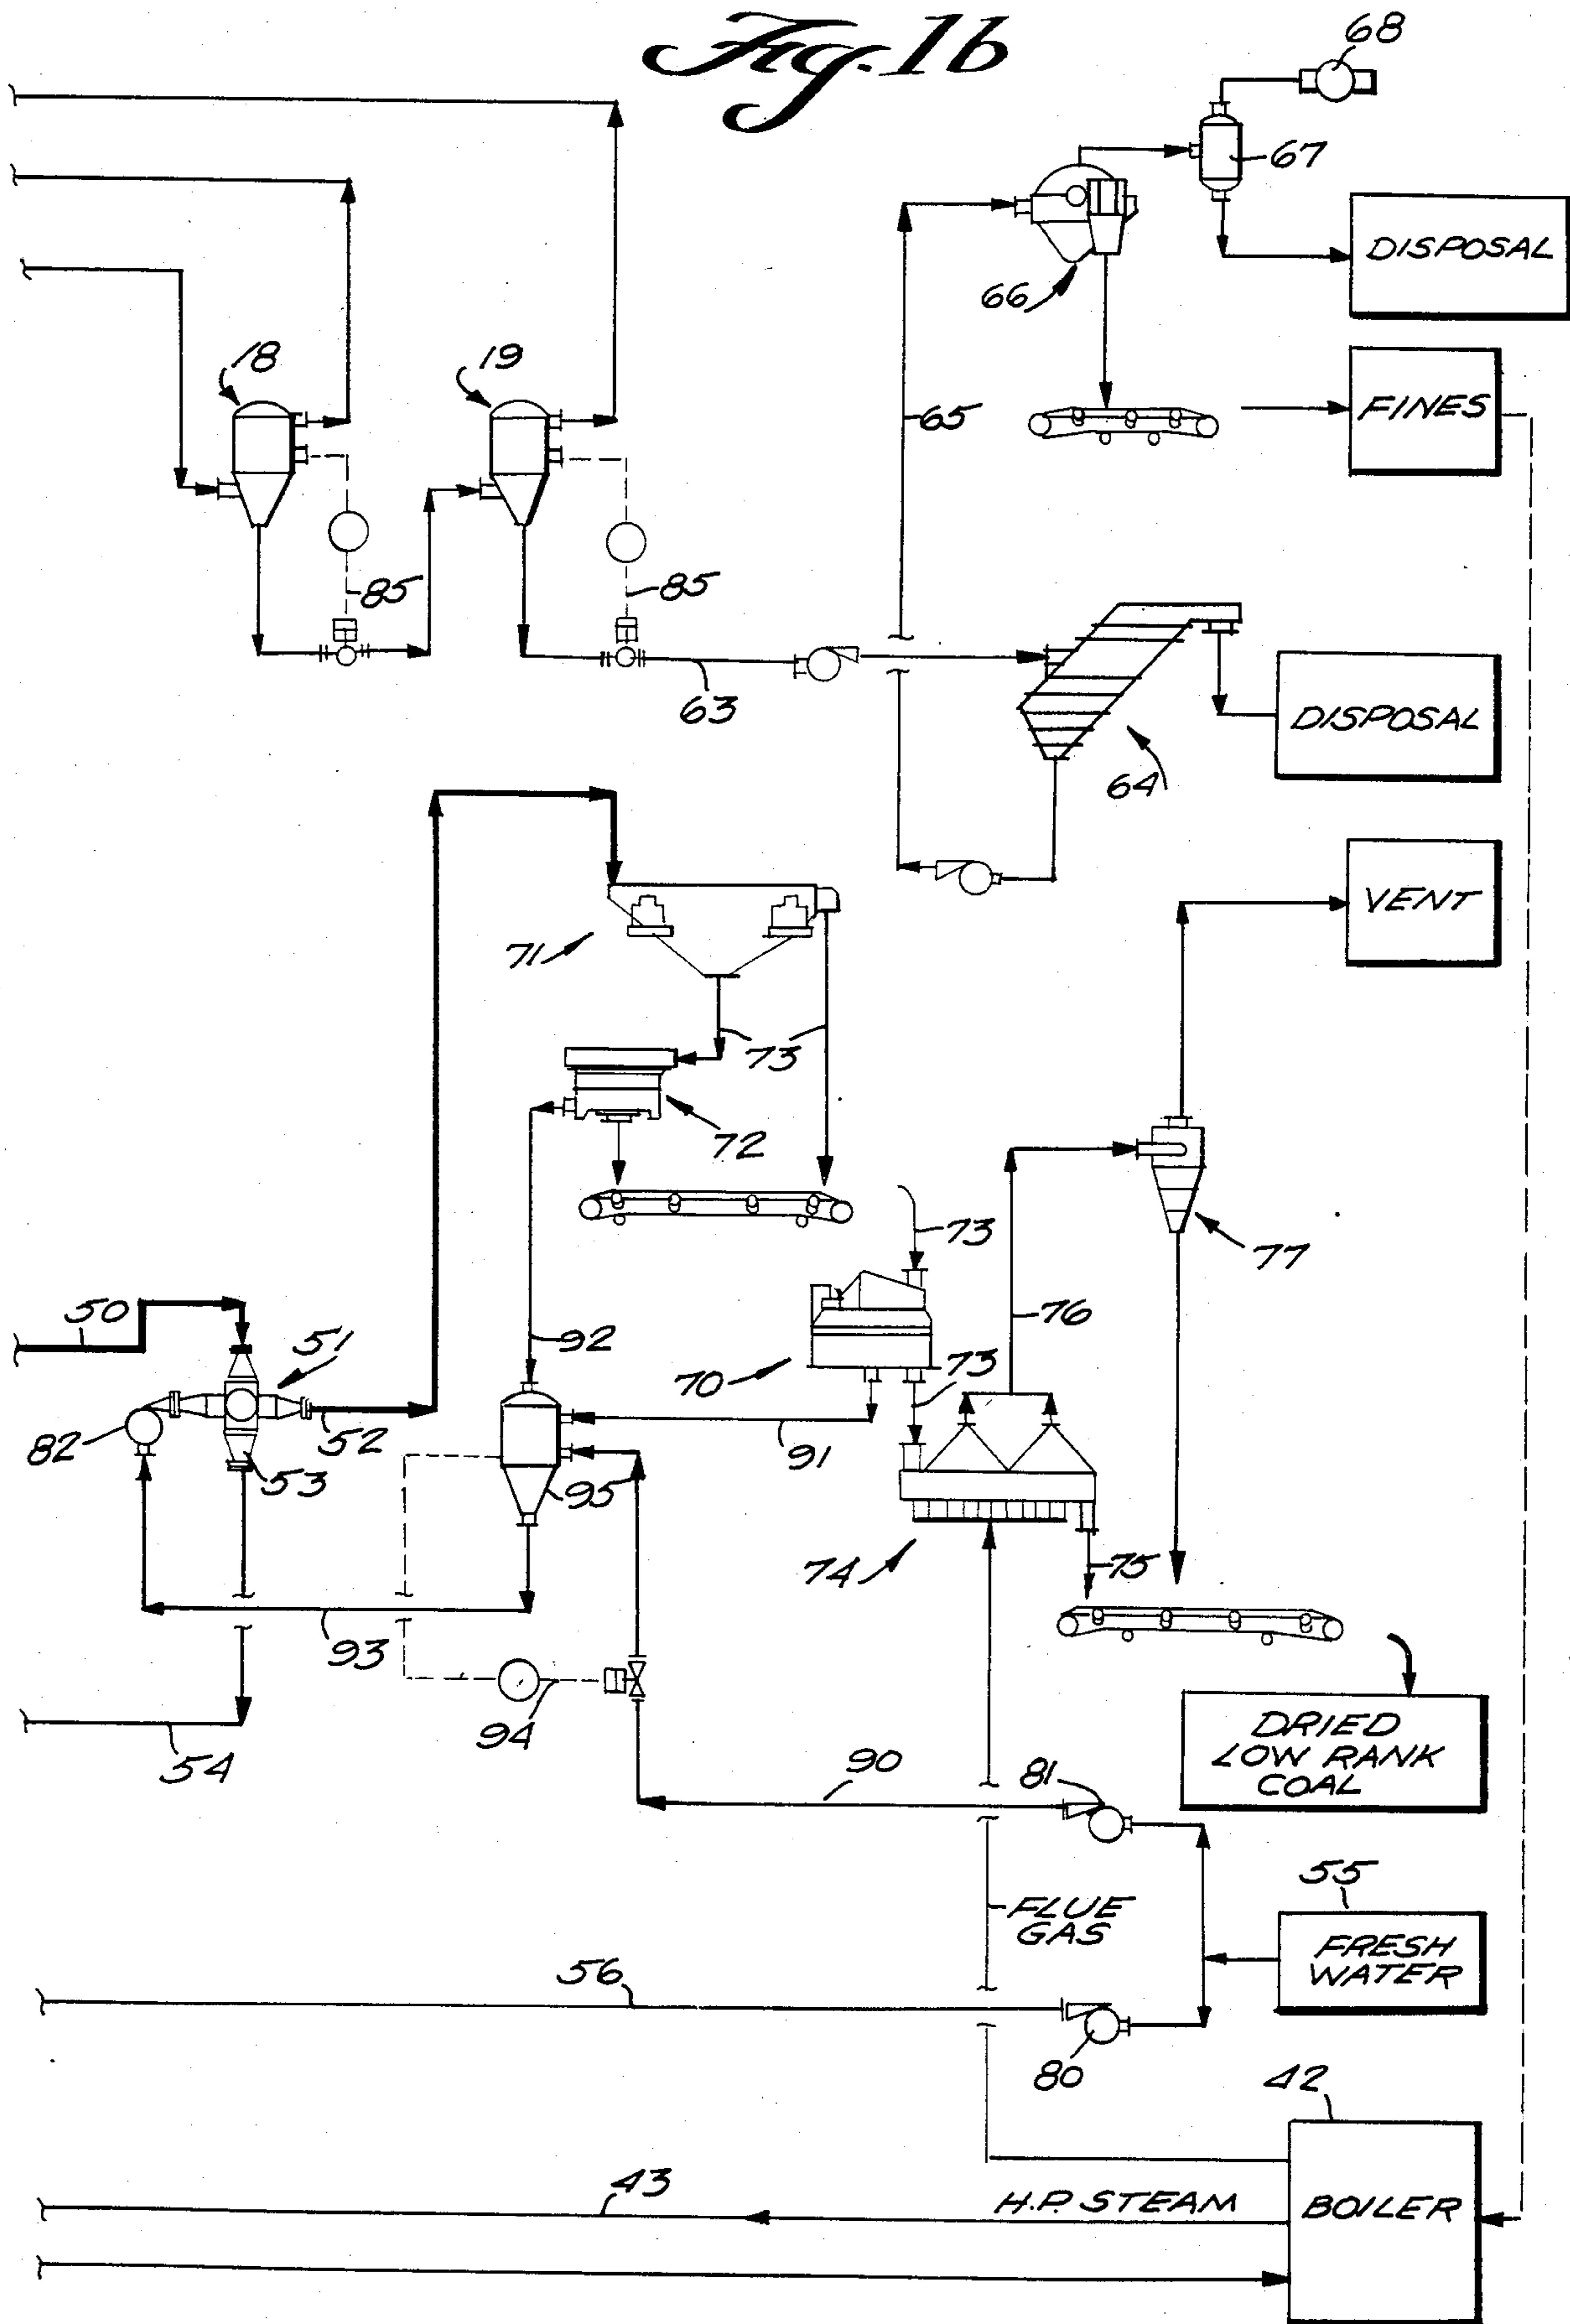 Fig. 1b
68
67
DISPOSAL
66
18
19
65
FINES
85
85
63
DISPOSAL
64
VENT
71
73
72
73
77
50
51
92
76
70
73
82
52
91
53
95
74
75
93
94
54
DRIED
LOW RANK
COAL
90
81
55
FLUE
GAS
FRESH
WATER
56
80
42
43
H.P. STEAM
BOILER